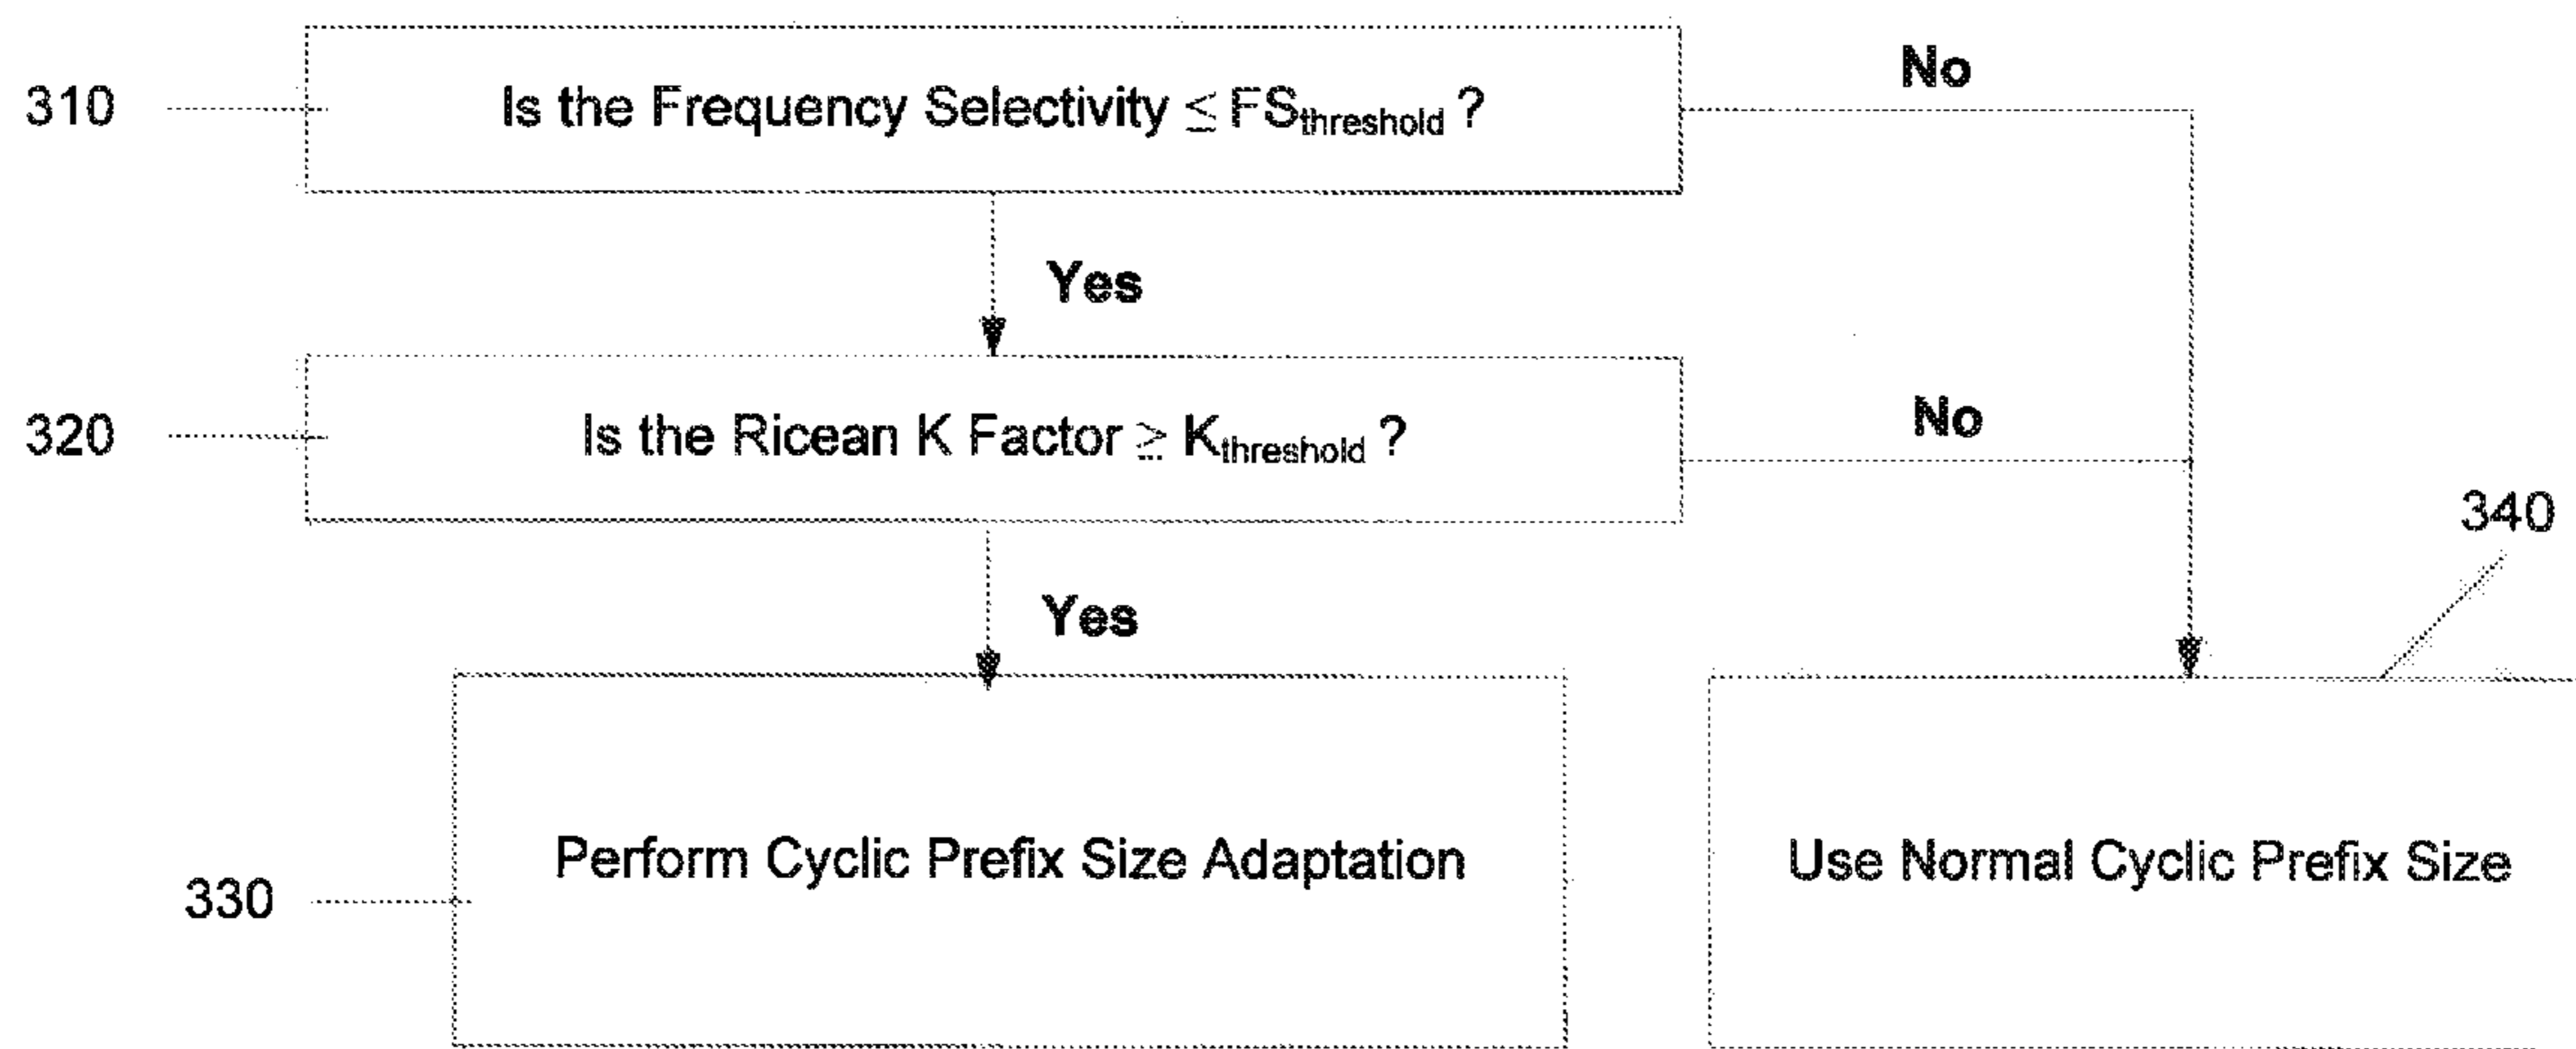 310
Is the Frequency Selectivity ≤ FSthreshold ?
No
Yes
320
Is the Ricean K Factor ≥ Kthreshold ?
No
340
Yes
Perform Cyclic Prefix Size Adaptation
Use Normal Cyclic Prefix Size
330